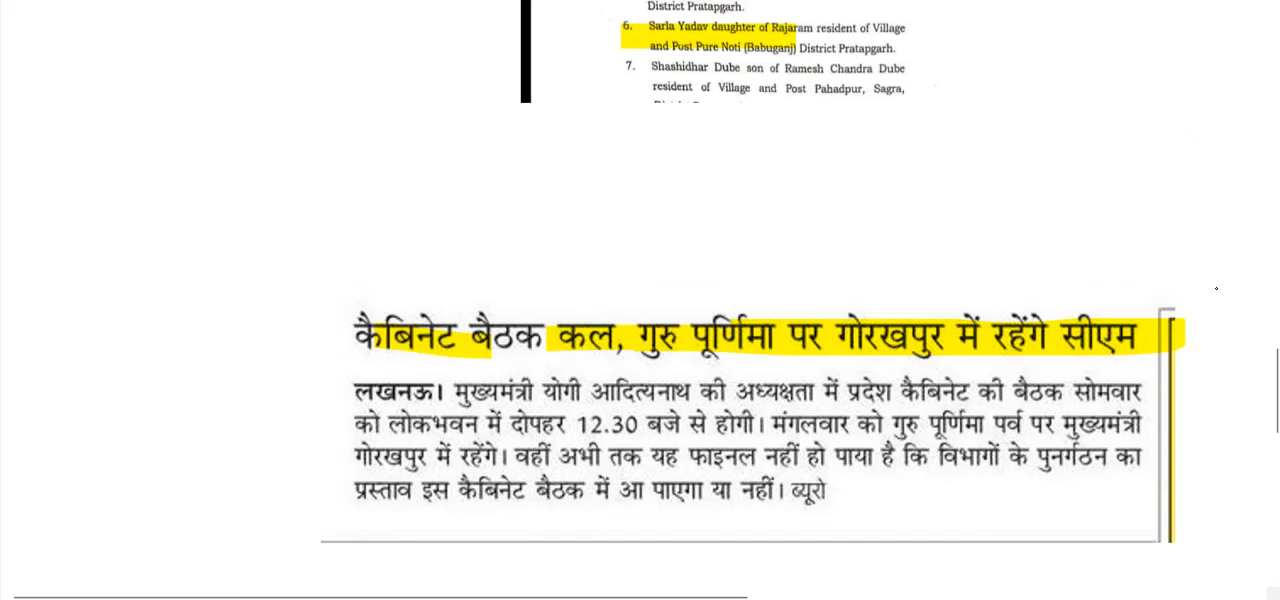 District Pratapgarh.
6. Sarla Yadav daughter of Rajaram resident of Village
and Post Pure Noti (Babuganj) District Pratapgarh.
7. Shashidhar Dube son of Ramesh Chandra Dube
resident of Village and Post Pahadpur, Sagra,
कैबिनेट बैठक कल, गुरु पूर्णिमा पर गोरखपुर में रहेंगे सीएम
लखनऊ। मुख्यमंत्री योगी आदित्यनाथ की अध्यक्षता में प्रदेश कैबिनेट की बैठक सोमवार
को लोकभवन में दोपहर 12.30 बजे से होगी। मंगलवार को गुरु पूर्णिमा पर्व पर मुख्यमंत्री
गोरखपुर में रहेंगे। वहीं अभी तक यह फाइनल नहीं हो पाया है कि विभागों के पुनर्गठन का
प्रस्ताव इस कैबिनेट बैठक में आ पाएगा या नहीं। ब्यूरो